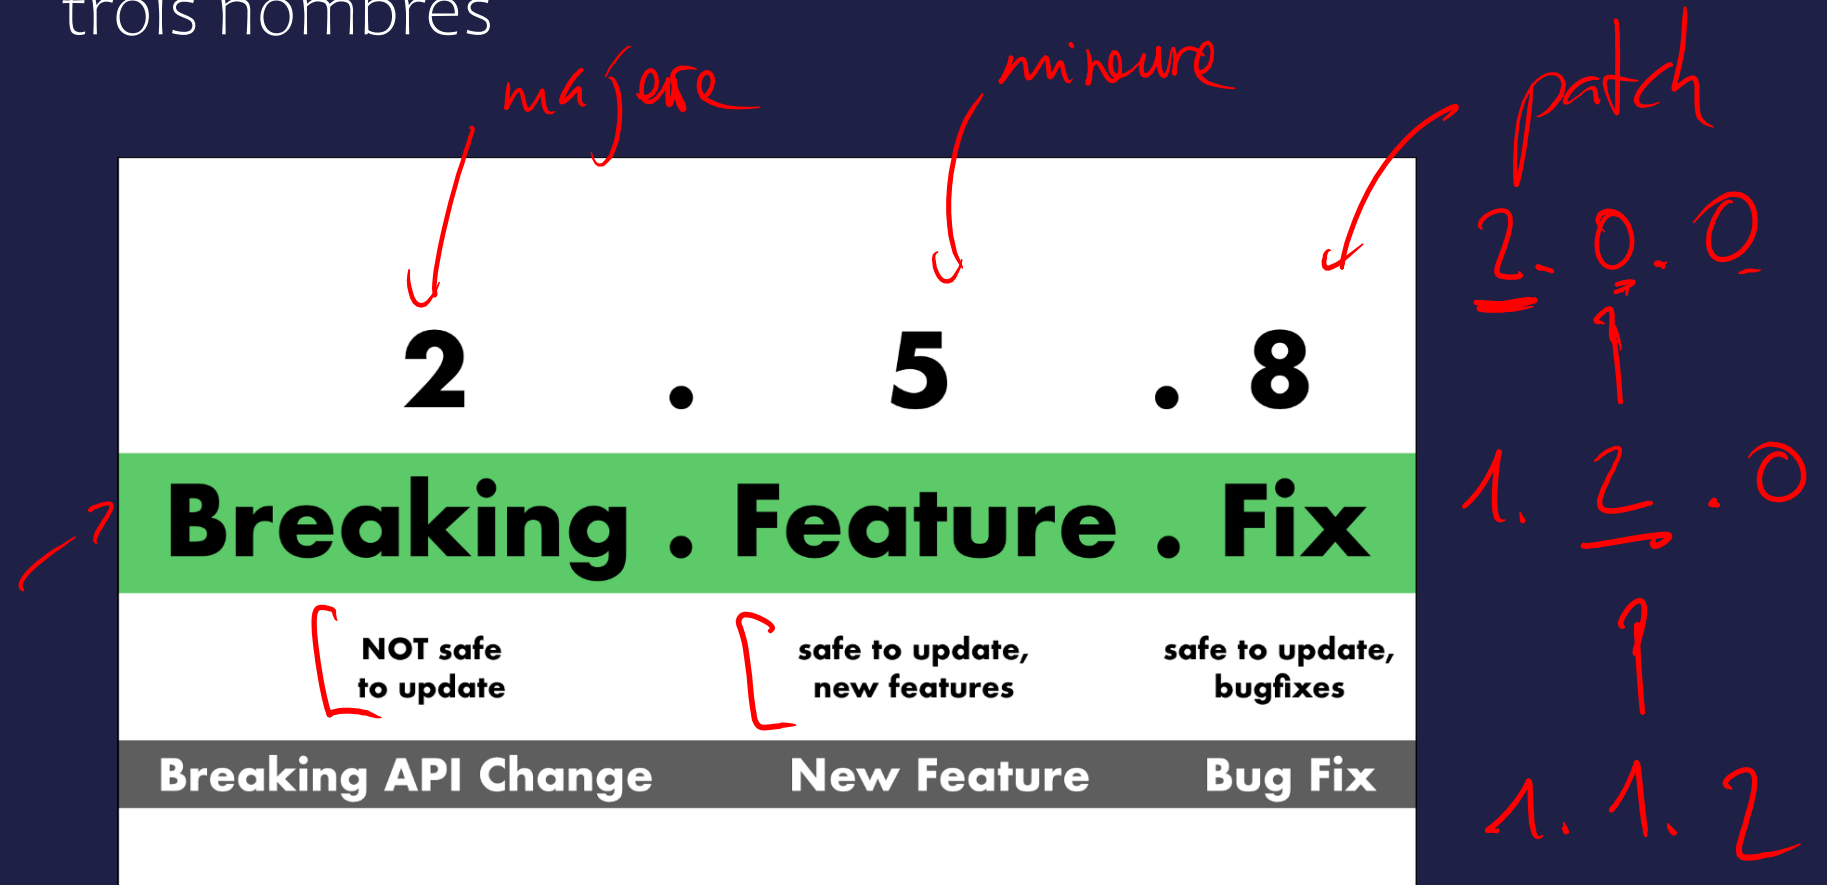 trois nombres
majeure mineure patch
2.0.0
2 . 5 . 8
Breaking . Feature . Fix
1.2.0
NOT safe
to update
safe to update,
new features
safe to update,
bugfixes
Breaking API Change New Feature Bug Fix
1.1.2